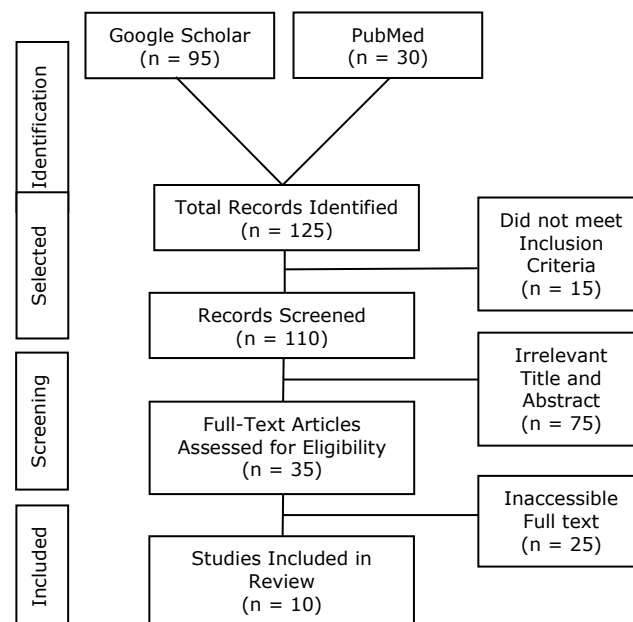 Google Scholar
(n = 95)
PubMed
(n = 30)
Identification
Total Records Identified
(n = 125)
Selected
Did not meet
Inclusion
Criteria
(n = 15)
Records Screened
(n = 110)
Irrelevant
Title and
Abstract
(n = 75)
Screening
Full-Text Articles
Assessed for Eligibility
(n = 35)
Inaccessible
Full text
(n = 25)
Included
Studies Included in
Review
(n = 10)